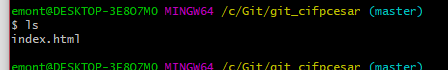 emont@DESKTOP-3E8O7MO MINGW64 /c/Git/git_cifpcesar (master)
$ ls
index.html
emont@DESKTOP-3E8O7MO MINGW64 /c/Git/git_cifpcesar (master)